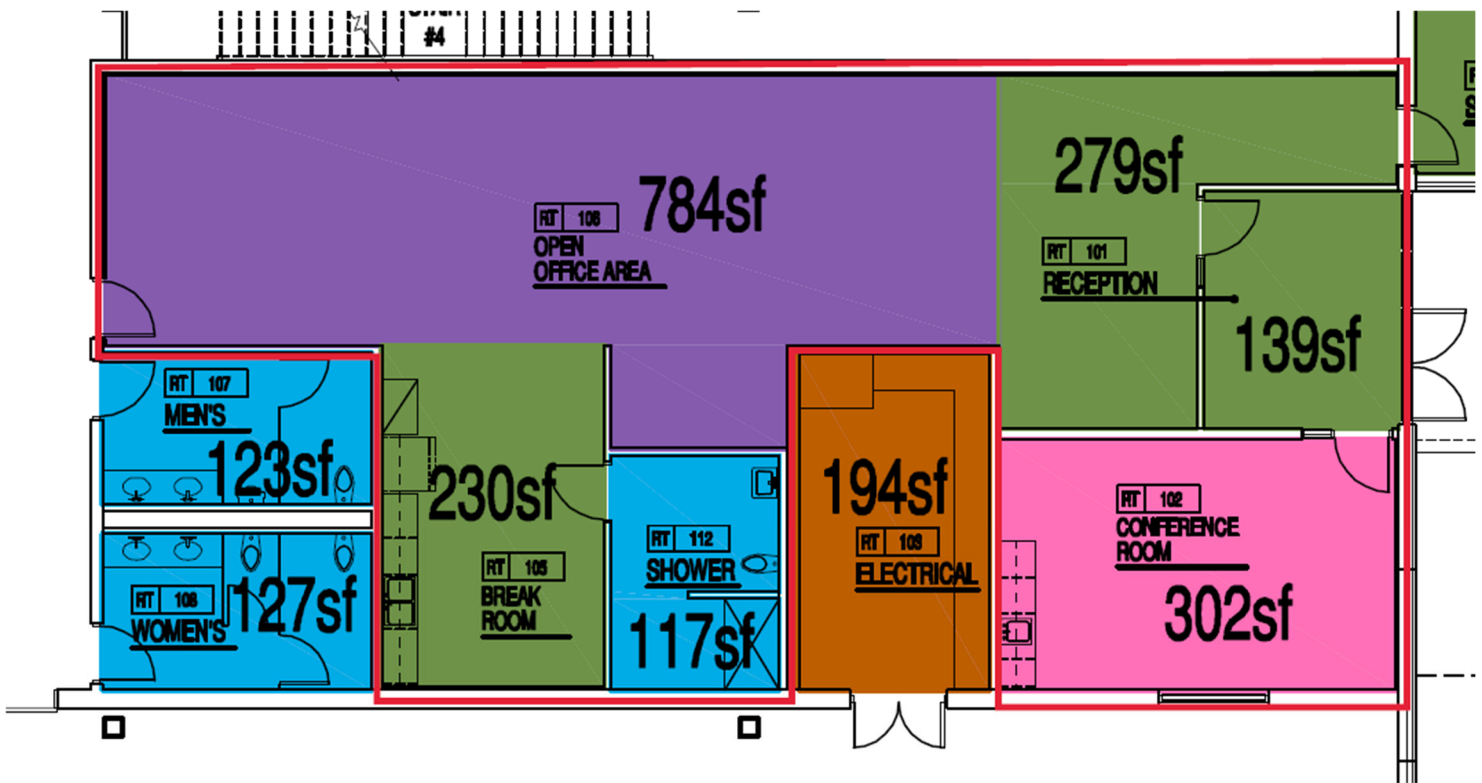 #4
784sf
RT 106
OPEN
OFFICE AREA
279sf
RT 101
RECEPTION
139sf
RT 107
MEN'S
123sf
RT 108
WOMEN'S
127sf
230sf
RT 105
BREAK
ROOM
RT 112
SHOWER
117sf
194sf
RT 103
ELECTRICAL
RT 102
CONFERENCE
ROOM
302sf